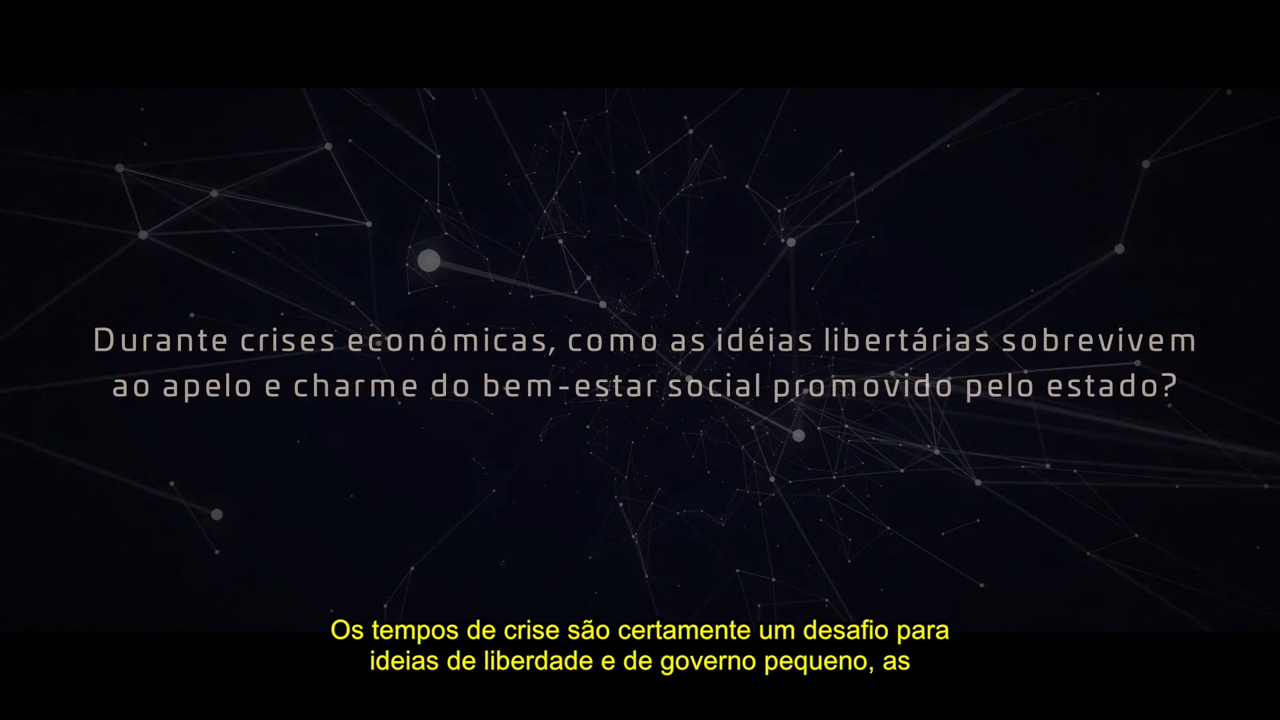 Durante crises econômicas, como as idéias libertárias sobrevivem
ao apelo e charme do bem-estar social promovido pelo estado?
Os tempos de crise são certamente um desafio para
ideias de liberdade e de governo pequeno, as